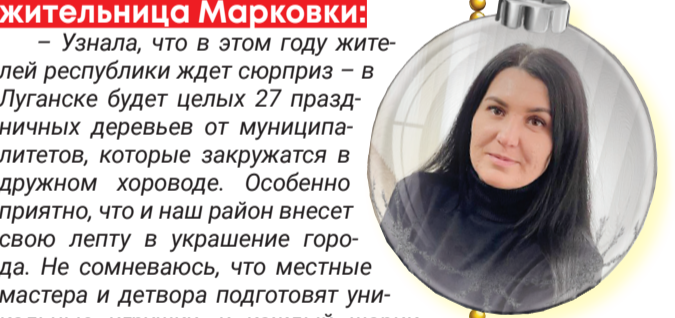 жительница Марковки:
– Узнала, что в этом году жите-
лей республики ждет сюрприз – в
Луганске будет целых 27 празд-
ничных деревьев от муниципа-
литетов, которые закружатся в
дружном хороводе. Особенно
приятно, что и наш район внесет
свою лепту в украшение горо-
да. Не сомневаюсь, что местные
мастера и детвора подготовят уни-